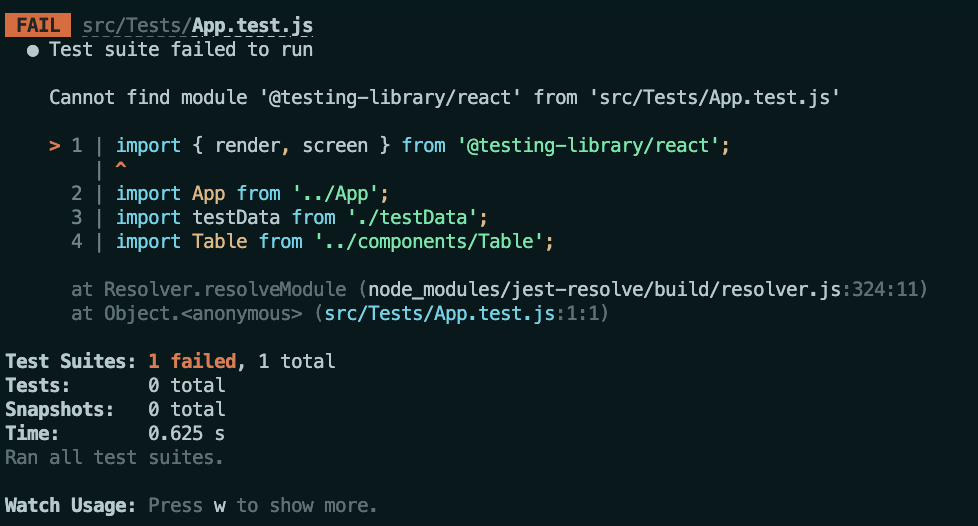 FAIL src/Tests/App.test.js
● Test suite failed to run
Cannot find module '@testing-library/react' from 'src/Tests/App.test.js'
> 1 | import { render, screen } from '@testing-library/react';
| ^
2 | import App from '../App';
3 | import testData from './testData';
4 | import Table from '../components/Table';
at Resolver.resolveModule (node_modules/jest-resolve/build/resolver.js:324:11)
at Object.<anonymous> (src/Tests/App.test.js:1:1)
Test Suites: 1 failed, 1 total
Tests: 0 total
Snapshots: 0 total
Time: 0.625 s
Ran all test suites.
Watch Usage: Press w to show more.